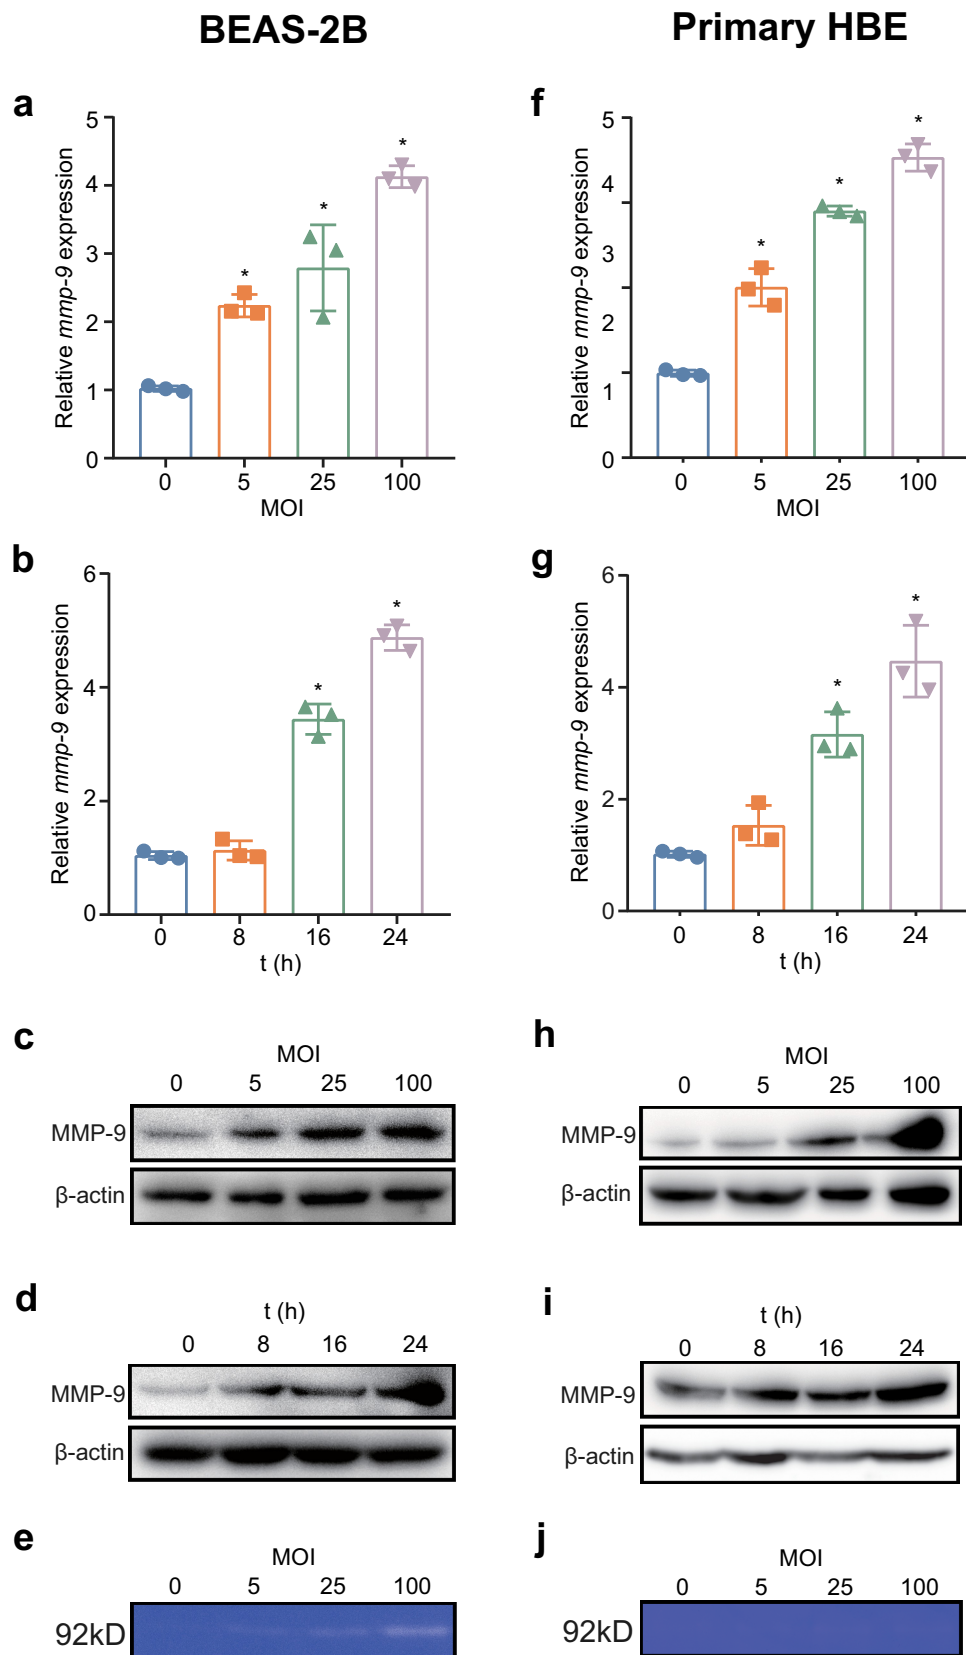 BEAS-2B
Primary HBE
a
Relative mmp-9 expression
5
4
3
2
1
0
* * *
0 5 25 100
MOI
f
Relative mmp-9 expression
5
4
3
2
1
0
* * *
0 5 25 100
MOI
b
Relative mmp-9 expression
6
4
2
0
* *
0 8 16 24
t (h)
g
Relative mmp-9 expression
6
4
2
0
* *
0 8 16 24
t (h)
c
MOI
0 5 25 100
MMP-9
β-actin
h
MOI
0 5 25 100
MMP-9
β-actin
d
t (h)
0 8 16 24
MMP-9
β-actin
i
t (h)
0 8 16 24
MMP-9
β-actin
e
MOI
0 5 25 100
92kD
j
MOI
0 5 25 100
92kD